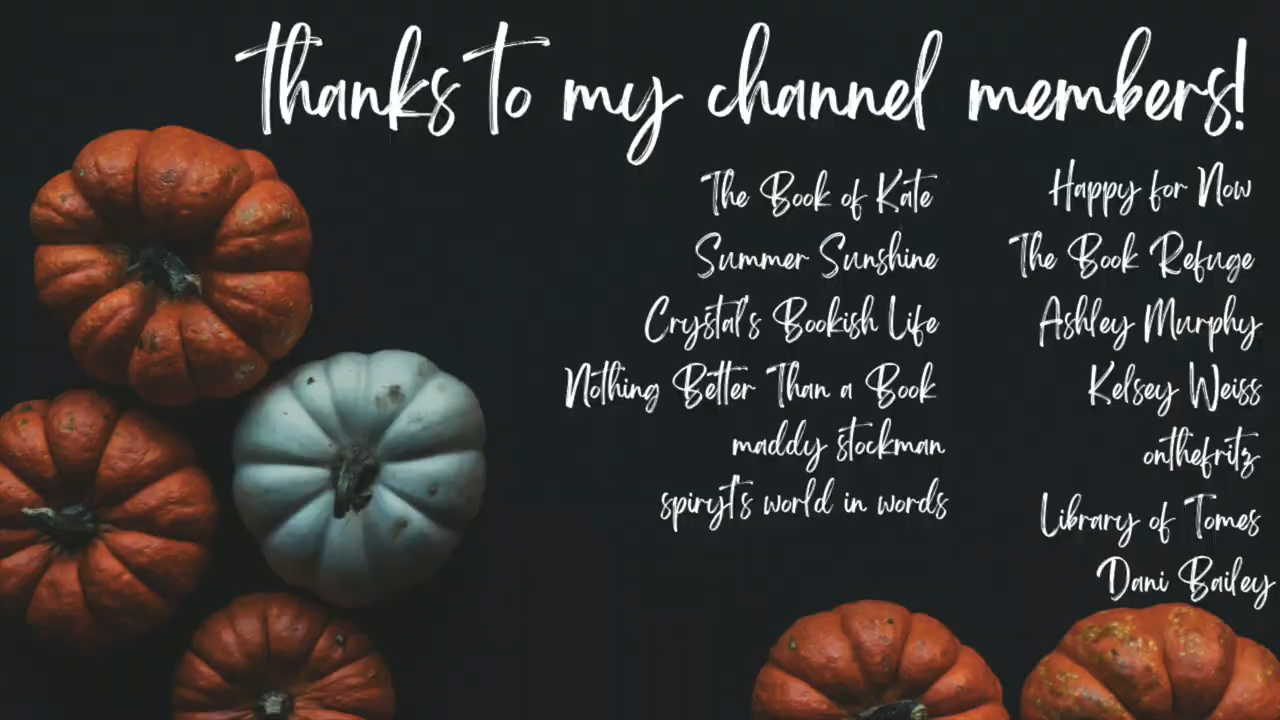 Thanks to my channel members!
The Book of Kate
Summer Sunshine
Crystal's Bookish Life
Nothing Better Than a Book
maddy stockman
spiryt's world in words
Happy for Now
The Book Refuge
Ashley Murphy
Kelsey Weiss
onthefritz
Library of Tomes
Dani Bailey